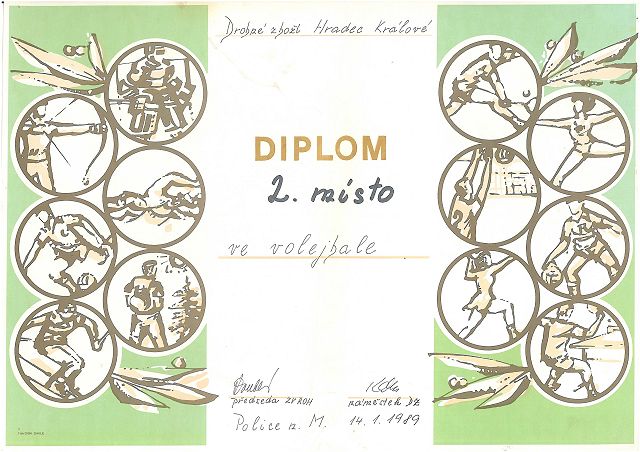 Drobné zboží Hradec Králové
DIPLOM
2. místo
ve volejbale
předseda ZV ROH náměstek DZ
Police n. M. 14. 1. 1989